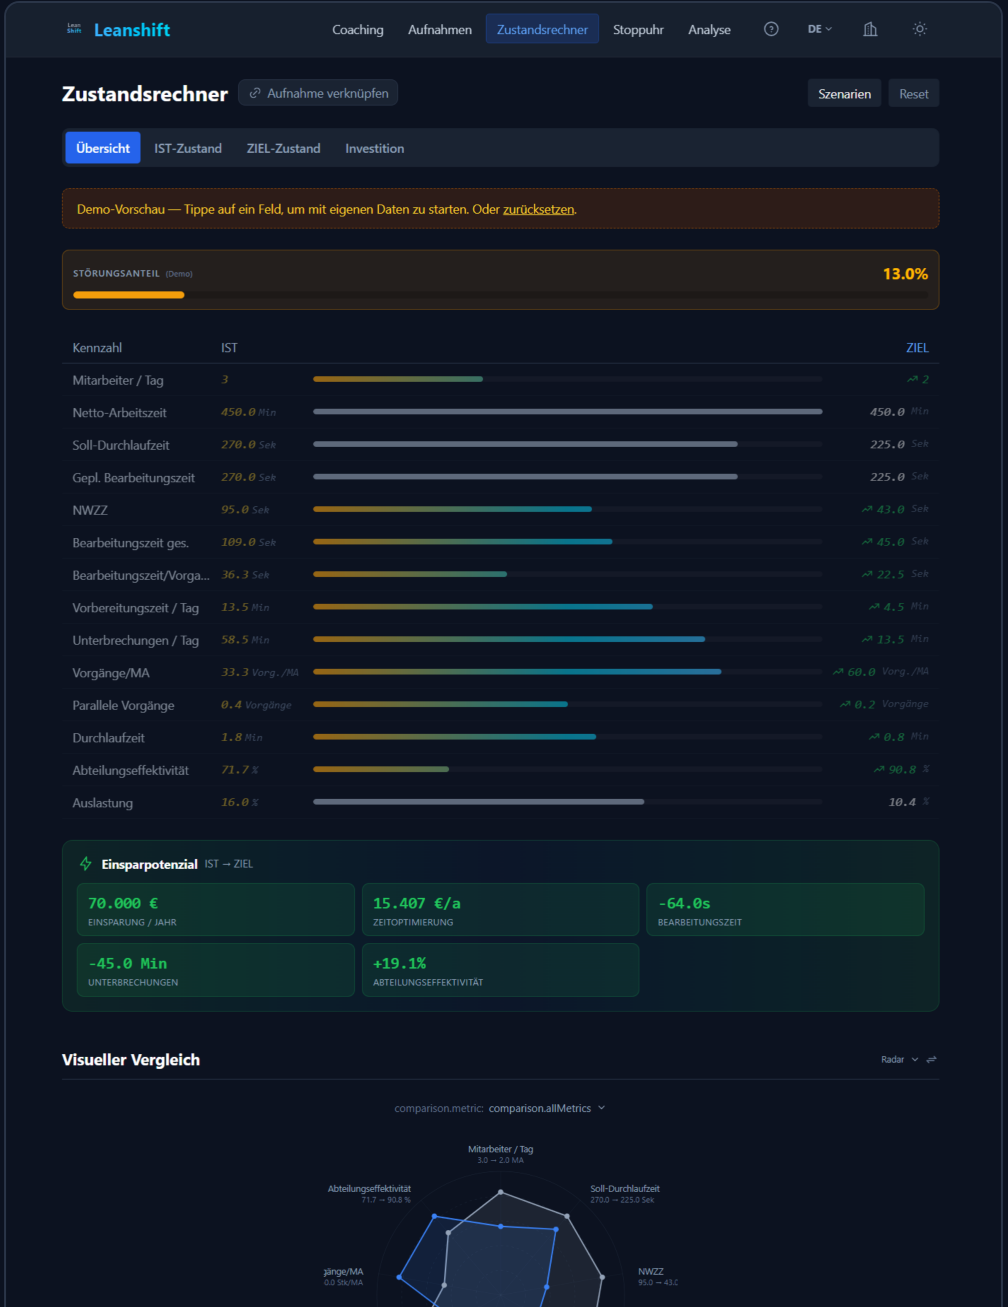 Lean Shift Leanshift Coaching Aufnahmen Zustandsrechner Stoppuhr Analyse ? DE
Zustandsrechner Aufnahme verknüpfen Szenarien Reset
Übersicht IST-Zustand ZIEL-Zustand Investition
Demo-Vorschau — Tippe auf ein Feld, um mit eigenen Daten zu starten. Oder zurücksetzen.
STÖRUNGSANTEIL (Demo) 13.0%
Kennzahl IST ZIEL
Mitarbeiter / Tag 3 2
Netto-Arbeitszeit 450.0 Min 450.0 Min
Soll-Durchlaufzeit 270.0 Sek 225.0 Sek
Gepl. Bearbeitungszeit 270.0 Sek 225.0 Sek
NWZZ 95.0 Sek 43.0 Sek
Bearbeitungszeit ges. 109.0 Sek 45.0 Sek
Bearbeitungszeit/Vorga... 36.3 Sek 22.5 Sek
Vorbereitungszeit / Tag 13.5 Min 4.5 Min
Unterbrechungen / Tag 58.5 Min 13.5 Min
Vorgänge/MA 33.3 Vorg./MA 60.0 Vorg./MA
Parallele Vorgänge 0.4 Vorgänge 0.2 Vorgänge
Durchlaufzeit 1.8 Min 0.8 Min
Abteilungseffektivität 71.7 % 90.8 %
Auslastung 16.0 % 10.4 %
Einsparpotenzial IST → ZIEL
70.000 € 15.407 €/a -64.0s
EINSPARUNG / JAHR ZEITOPTIMIERUNG BEARBEITUNGSZEIT
-45.0 Min +19.1%
UNTERBRECHUNGEN ABTEILUNGSEFFEKTIVITÄT
Visueller Vergleich Radar
comparison.metric: comparison.allMetrics
Mitarbeiter / Tag
3.0 → 2.0 MA
Abteilungseffektivität Soll-Durchlaufzeit
71.7 → 90.8 % 270.0 → 225.0 Sek
gänge/MA NWZZ
0.0 Stk/MA 95.0 → 43.0